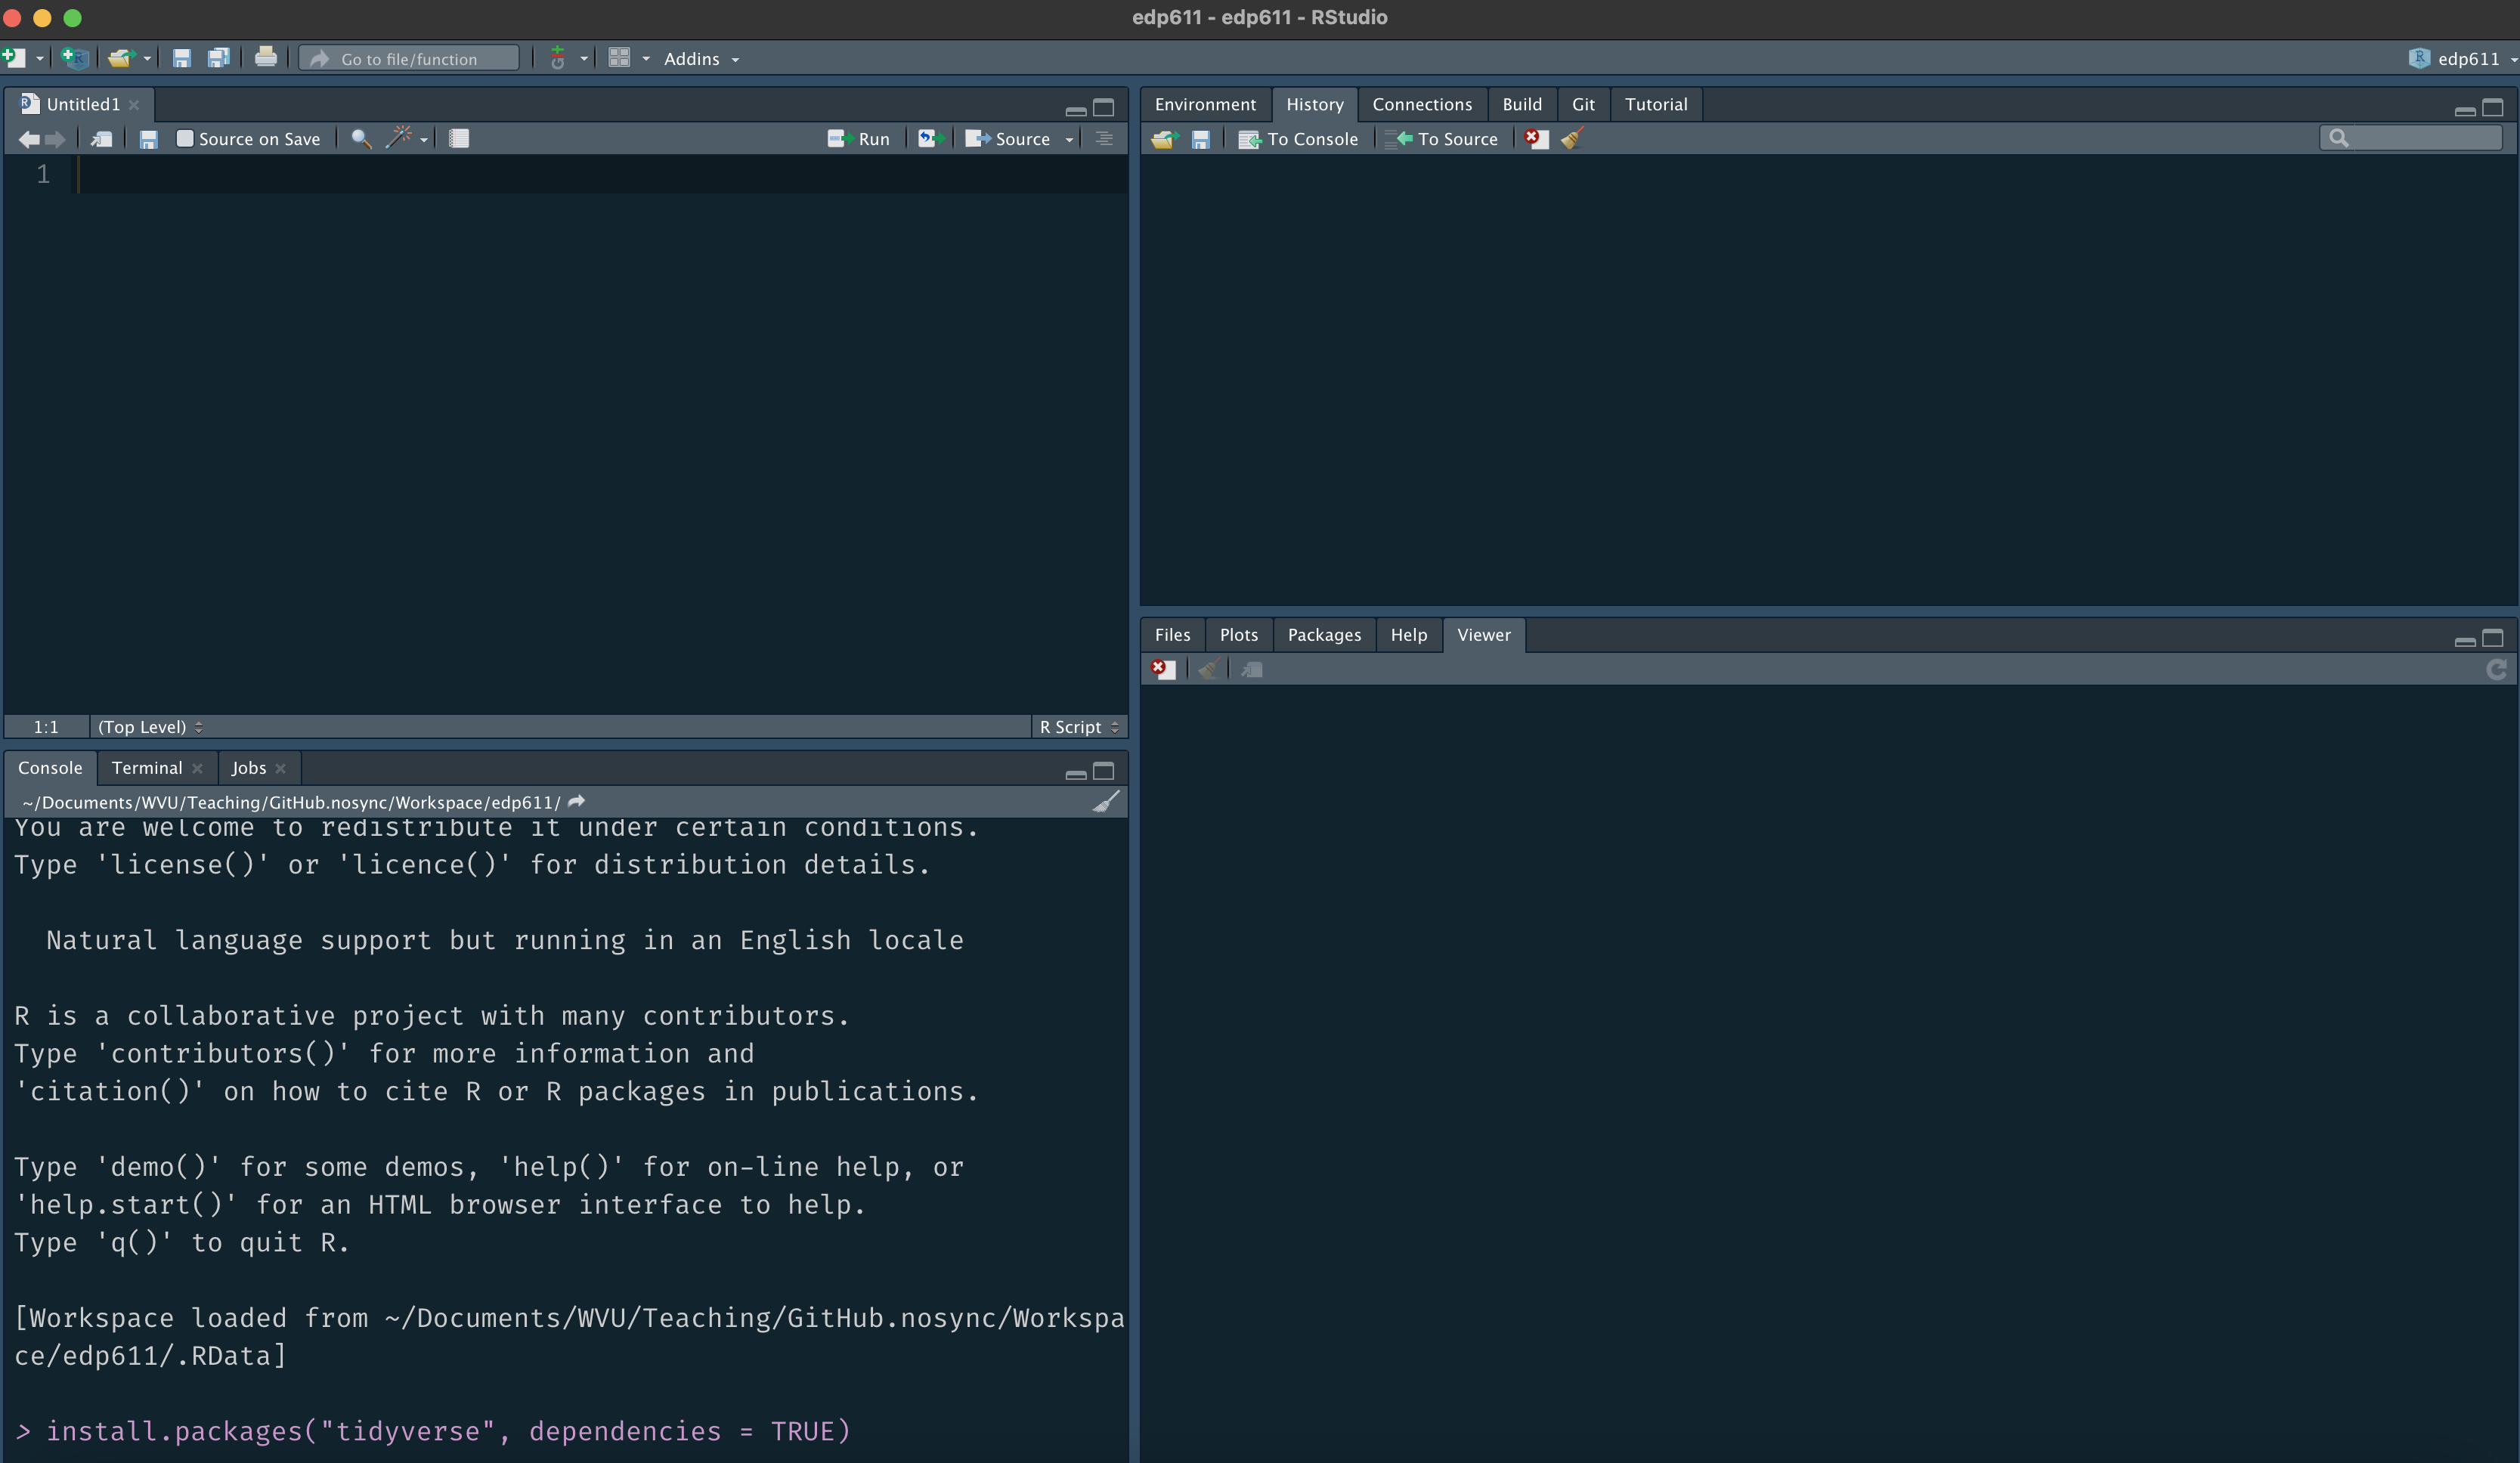 edp611 - edp611 - RStudio
Go to file/function
Addins
edp611
Untitled1
Source on Save
Run
Source
1
1:1
(Top Level)
R Script
Console Terminal Jobs
~/Documents/WVU/Teaching/GitHub.nosync/Workspace/edp611/
You are welcome to redistribute it under certain conditions.
Type 'license()' or 'licence()' for distribution details.
Natural language support but running in an English locale
R is a collaborative project with many contributors.
Type 'contributors()' for more information and
'citation()' on how to cite R or R packages in publications.
Type 'demo()' for some demos, 'help()' for on-line help, or
'help.start()' for an HTML browser interface to help.
Type 'q()' to quit R.
[Workspace loaded from ~/Documents/WVU/Teaching/GitHub.nosync/Workspa
ce/edp611/.RData]
> install.packages("tidyverse", dependencies = TRUE)
Environment History Connections Build Git Tutorial
To Console To Source
Files Plots Packages Help Viewer